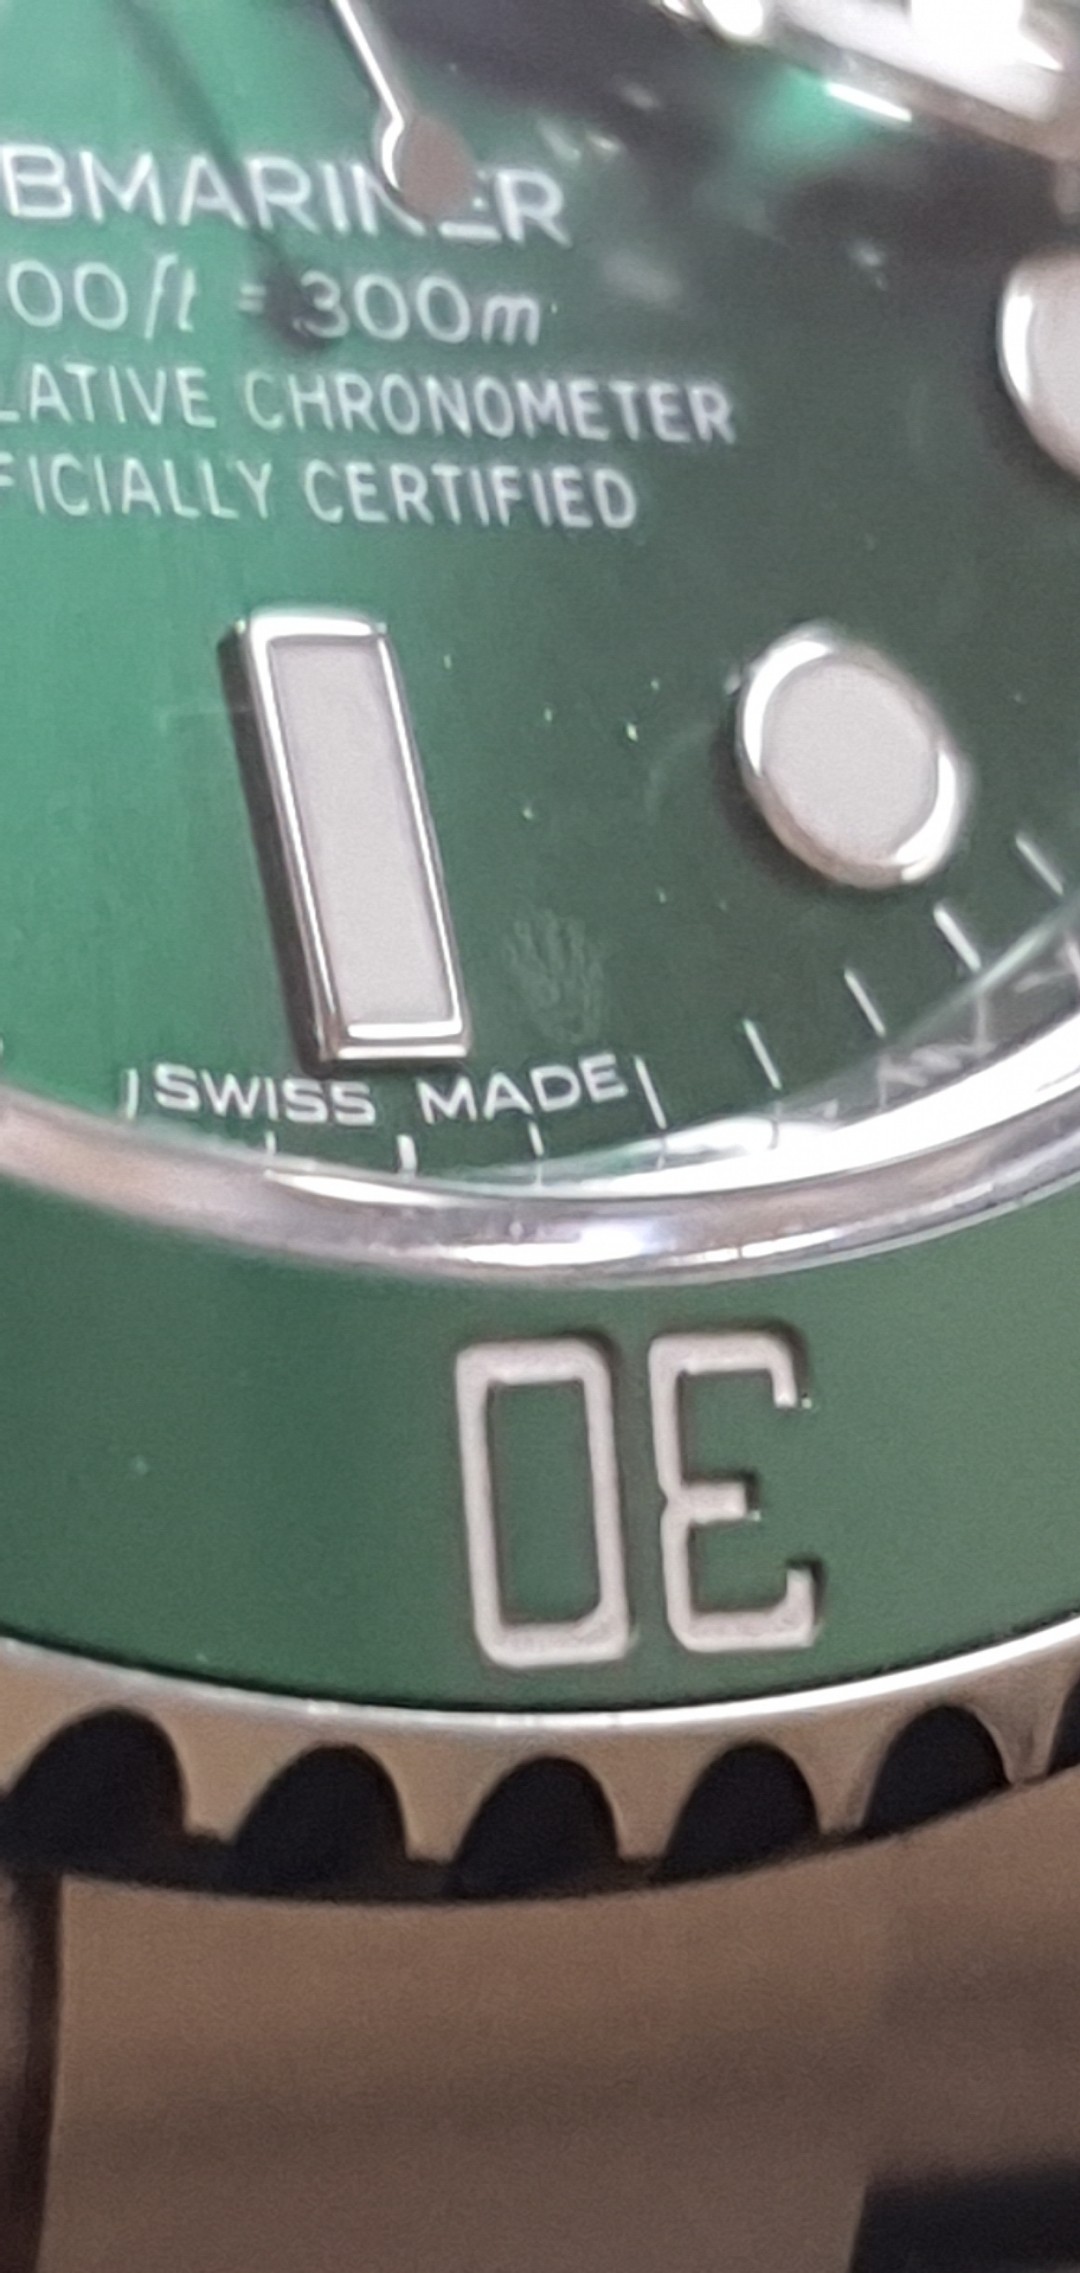 BMARINER
00ft = 300m
LATIVE CHRONOMETER
FICIALLY CERTIFIED
SWISS MADE
30